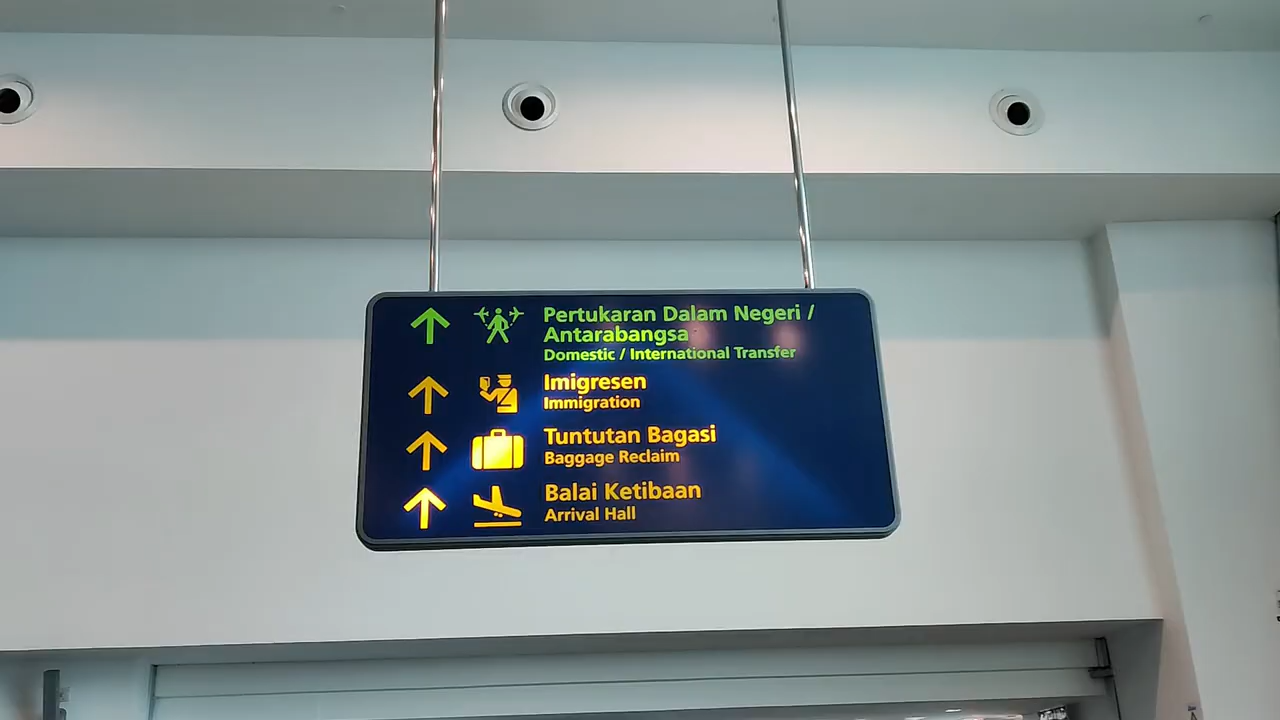 Pertukaran Dalam Negeri /
Antarabangsa
Domestic / International Transfer
Imigresen
Immigration
Tuntutan Bagasi
Baggage Reclaim
Balai Ketibaan
Arrival Hall